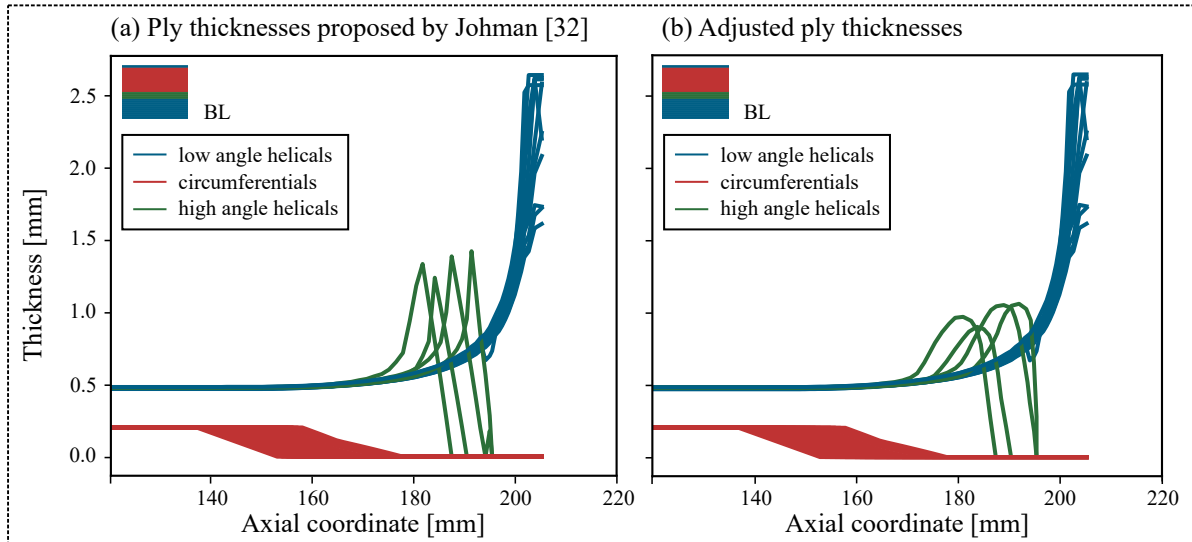 (a) Ply thicknesses proposed by Johman [32]
(b) Adjusted ply thicknesses
Thickness [mm]
2.5
2.0
1.5
1.0
0.5
0.0
BL
low angle helicals
circumferentials
high angle helicals
140
160
180
200
220
Axial coordinate [mm]
BL
low angle helicals
circumferentials
high angle helicals
140
160
180
200
220
Axial coordinate [mm]